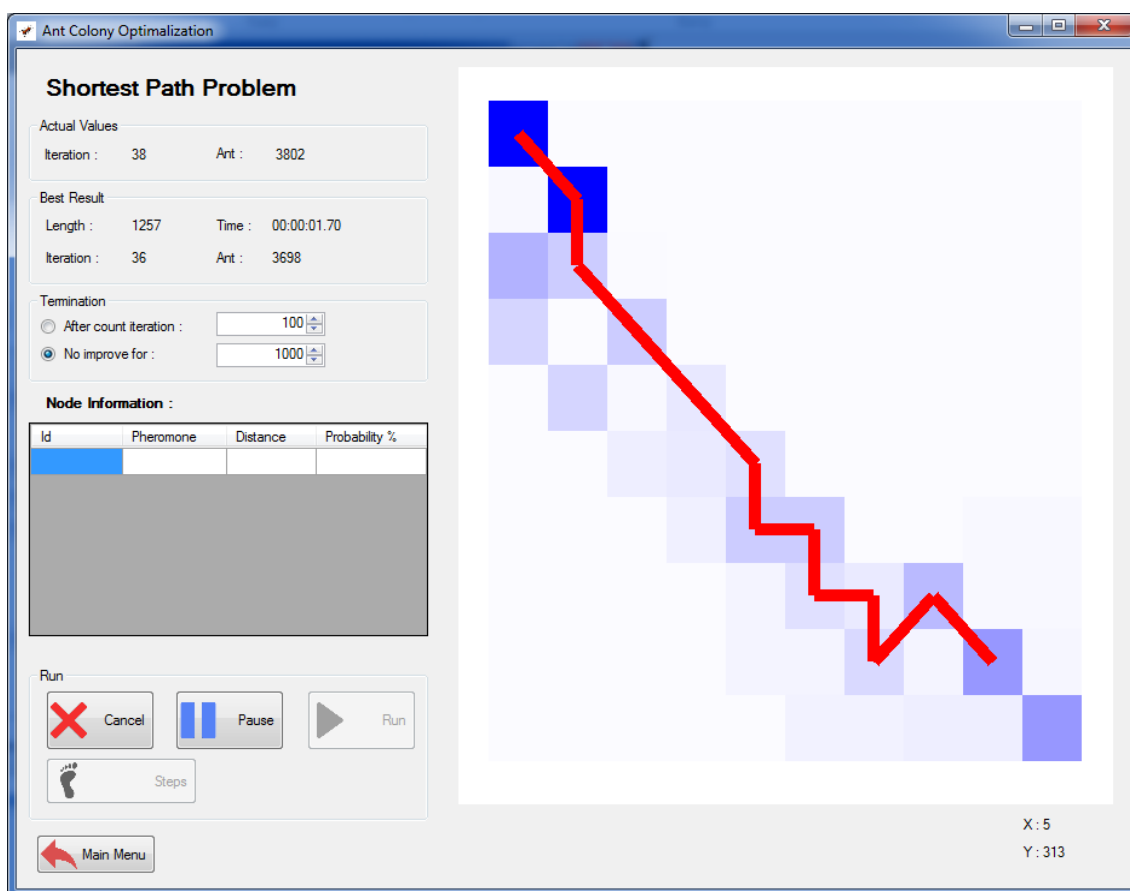 Ant Colony Optimalization
Shortest Path Problem
Actual Values
Iteration : 38 Ant : 3802
Best Result
Length : 1257 Time : 00:00:01.70
Iteration : 36 Ant : 3698
Termination
After count iteration : 100
No improve for : 1000
Node Information :
Id Pheromone Distance Probability %
Run
Cancel Pause Run
Steps
Main Menu
X : 5
Y : 313